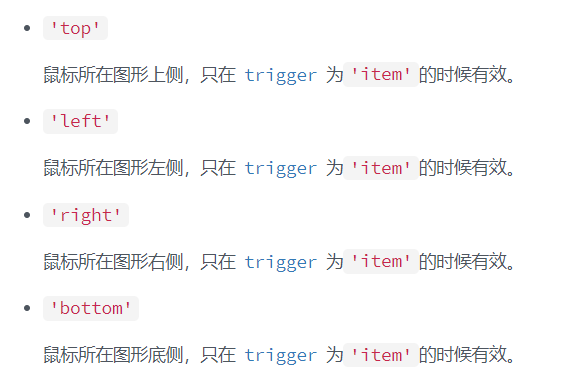 'top'
鼠标所在图形上侧，只在 trigger 为'item'的时候有效。
'left'
鼠标所在图形左侧，只在 trigger 为'item'的时候有效。
'right'
鼠标所在图形右侧，只在 trigger 为'item'的时候有效。
'bottom'
鼠标所在图形底侧，只在 trigger 为'item'的时候有效。